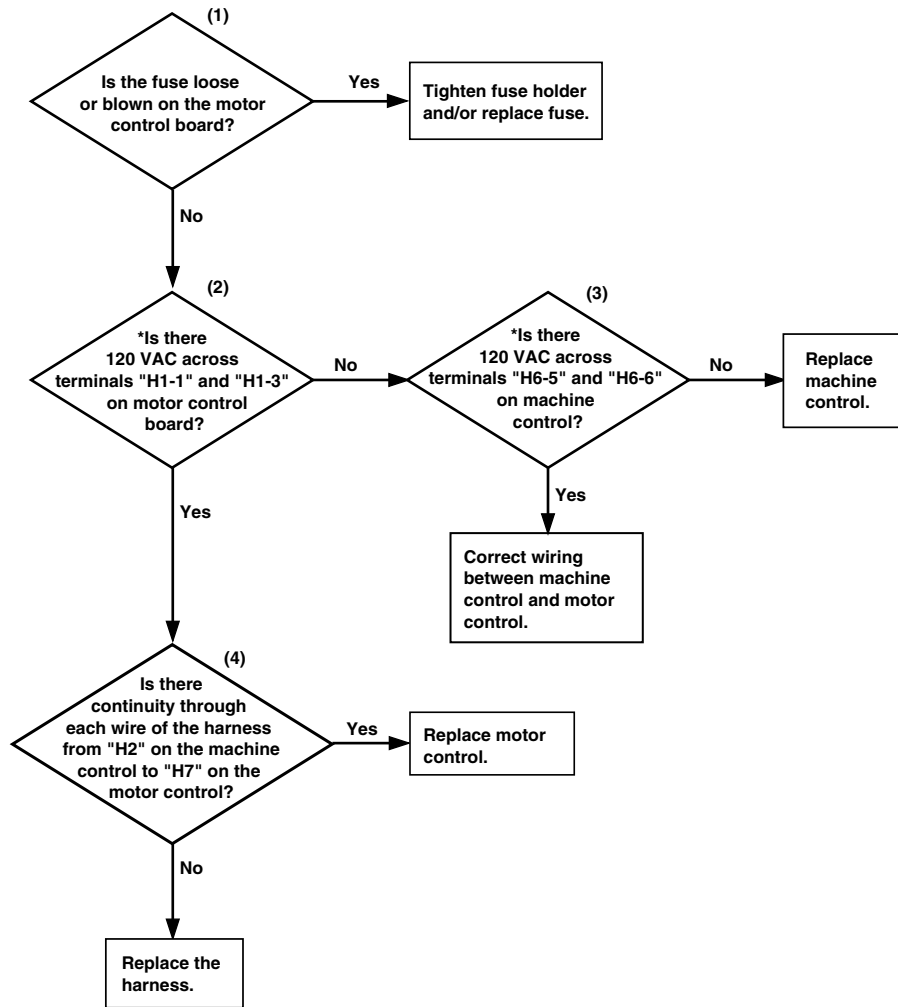 (1)
Is the fuse loose
or blown on the motor
control board?
Yes
Tighten fuse holder
and/or replace fuse.
No
(2)
*Is there
120 VAC across
terminals "H1-1" and "H1-3"
on motor control
board?
No
(3)
*Is there
120 VAC across
terminals "H6-5" and "H6-6"
on machine
control?
No
Replace
machine
control.
Yes
Yes
Correct wiring
between machine
control and motor
control.
(4)
Is there
continuity through
each wire of the harness
from "H2" on the machine
control to "H7" on the
motor control?
Yes
Replace motor
control.
No
Replace the
harness.